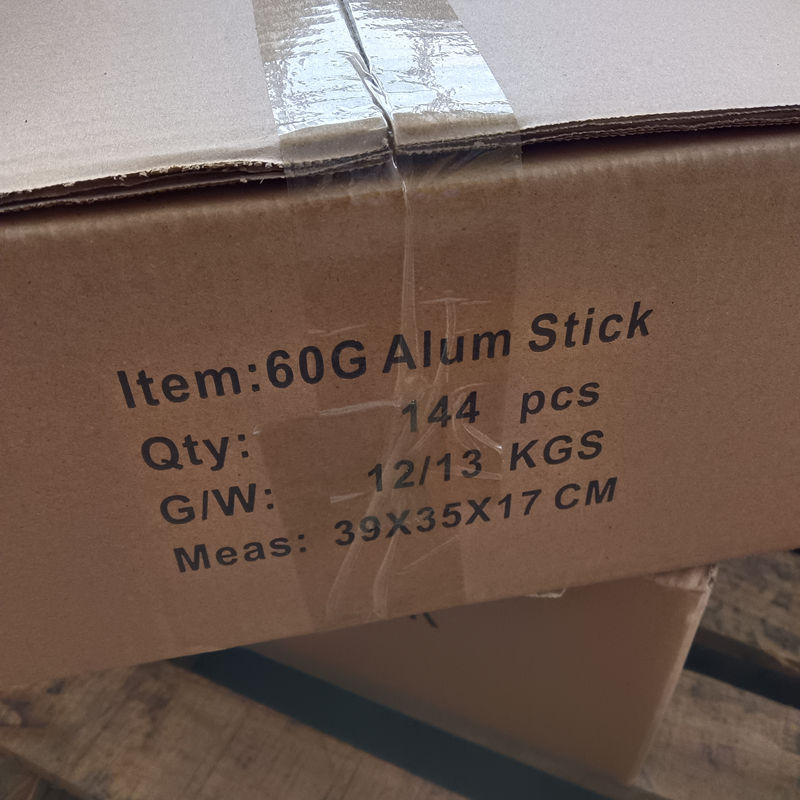 Item:60G Alum Stick
Qty: 144 pcs
G/W: 12/13 KGS
Meas: 39X35X17 CM